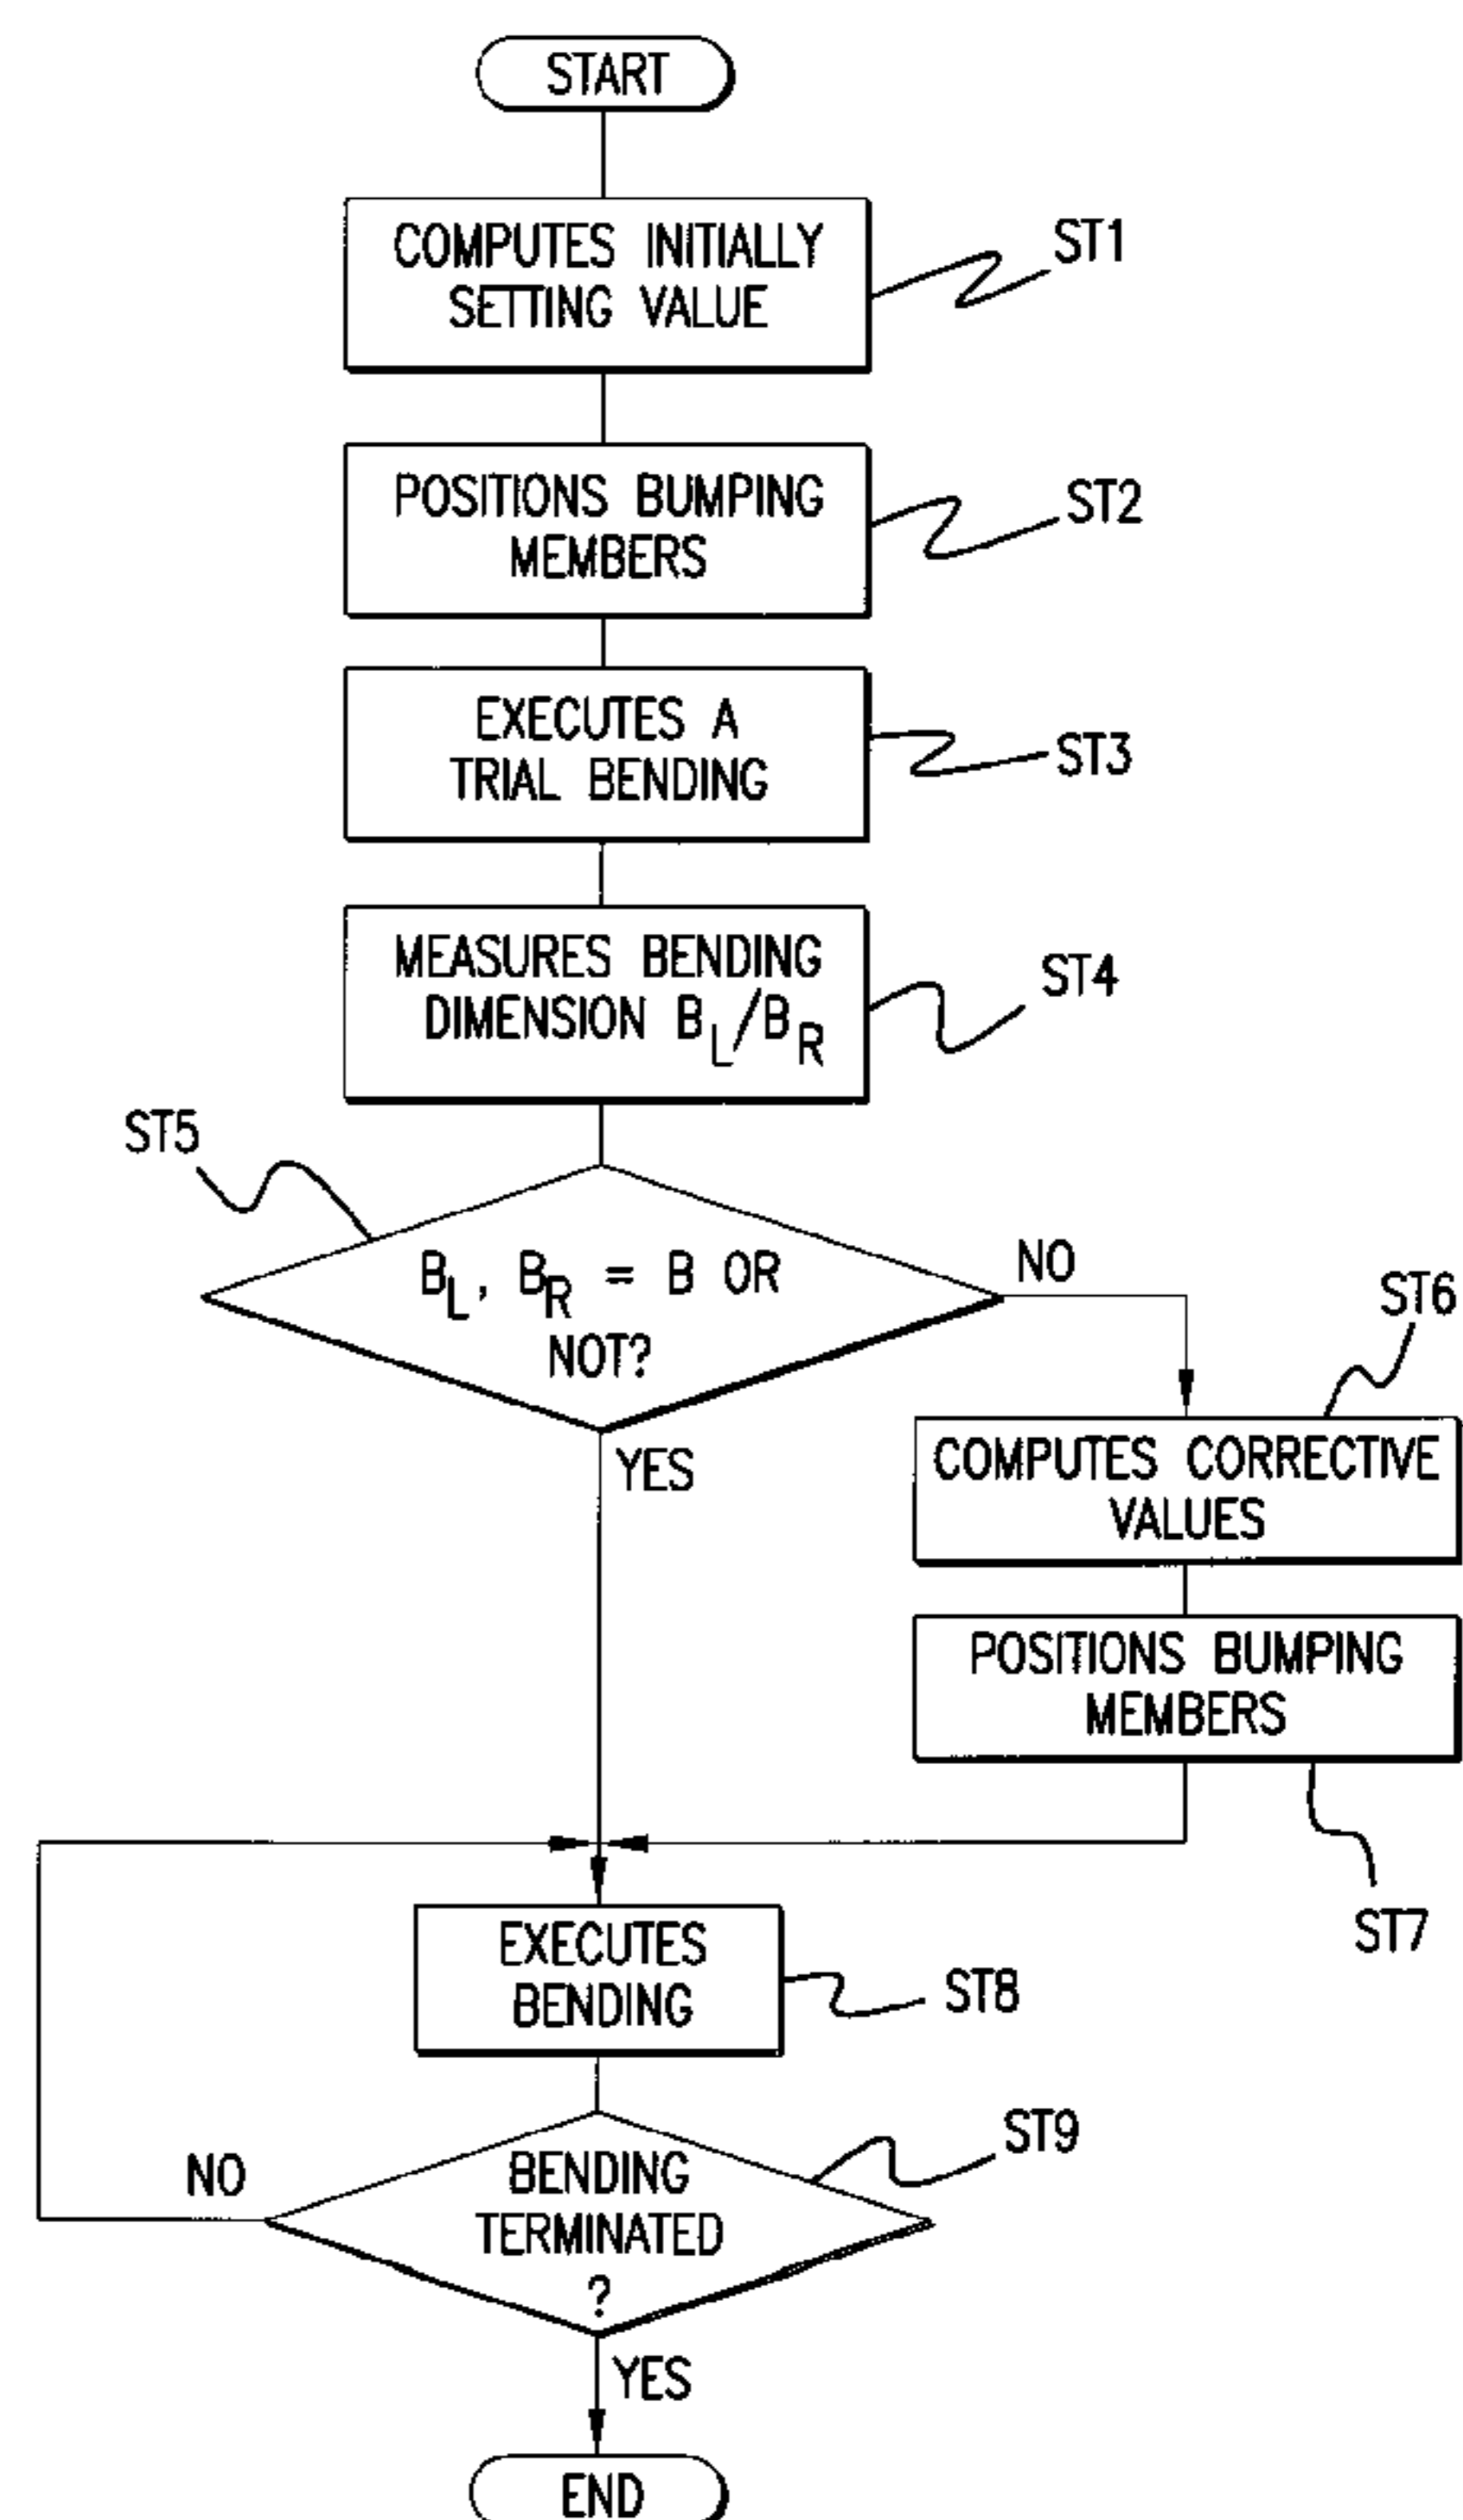 START
COMPUTES INITIALLY
SETTING VALUE
ST1
POSITIONS BUMPING
MEMBERS
ST2
EXECUTES A
TRIAL BENDING
ST3
MEASURES BENDING
DIMENSION BL/BR
ST4
ST5
BL, BR = B OR
NOT?
NO
YES
ST6
COMPUTES CORRECTIVE
VALUES
POSITIONS BUMPING
MEMBERS
ST7
EXECUTES
BENDING
ST8
ST9
BENDING
TERMINATED
?
NO
YES
END